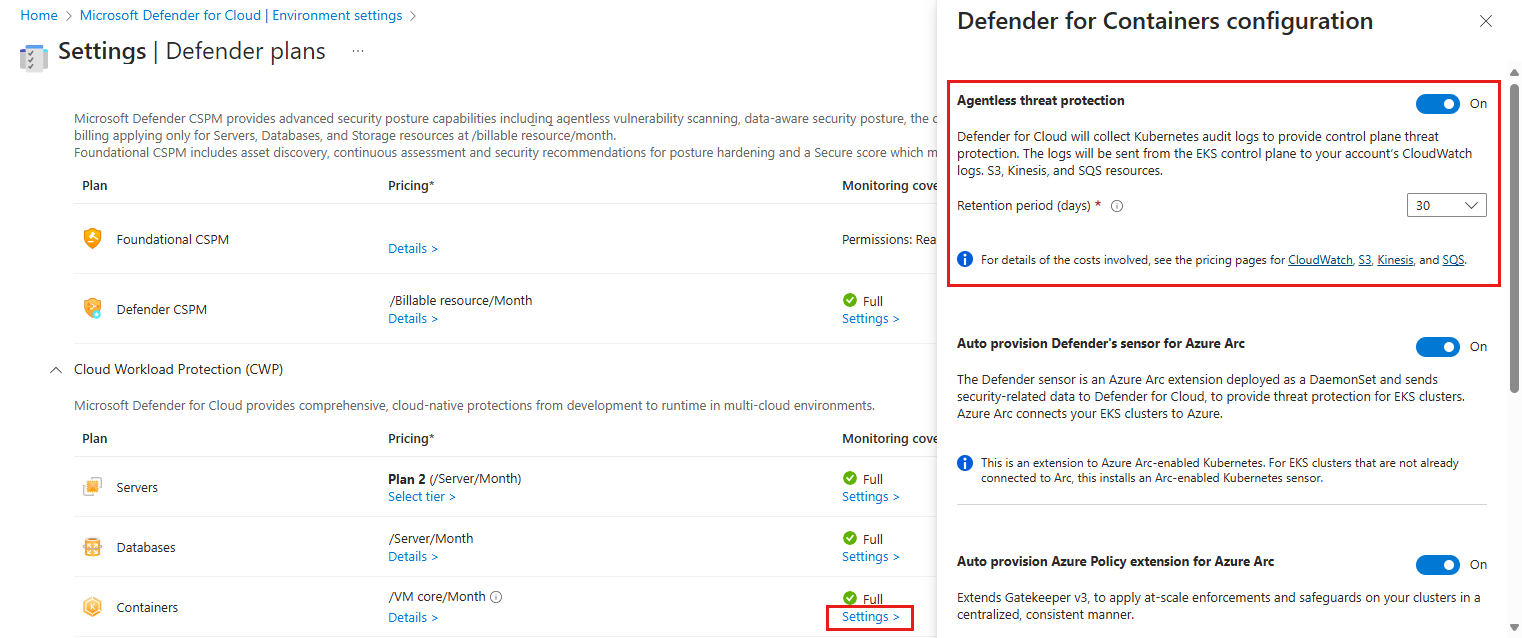 Home > Microsoft Defender for Cloud | Environment settings >
Settings | Defender plans ...
Microsoft Defender CSPM provides advanced security posture capabilities including agentless vulnerability scanning, data-aware security posture, the c
billing applying only for Servers, Databases, and Storage resources at /billable resource/month.
Foundational CSPM includes asset discovery, continuous assessment and security recommendations for posture hardening and a Secure score which m
Plan Pricing* Monitoring cove
Foundational CSPM Details > Permissions: Rea
Defender CSPM /Billable resource/Month Full
Details > Settings >
Cloud Workload Protection (CWP)
Microsoft Defender for Cloud provides comprehensive, cloud-native protections from development to runtime in multi-cloud environments.
Plan Pricing* Monitoring cove
Servers Plan 2 (/Server/Month) Full
Select tier > Settings >
Databases /Server/Month Full
Details > Settings >
Containers /VM core/Month Full
Details > Settings >
Defender for Containers configuration
Agentless threat protection On
Defender for Cloud will collect Kubernetes audit logs to provide control plane threat
protection. The logs will be sent from the EKS control plane to your account's CloudWatch
logs. S3, Kinesis, and SQS resources.
Retention period (days) * 30
For details of the costs involved, see the pricing pages for CloudWatch, S3, Kinesis, and SQS.
Auto provision Defender's sensor for Azure Arc On
The Defender sensor is an Azure Arc extension deployed as a DaemonSet and sends
security-related data to Defender for Cloud, to provide threat protection for EKS clusters.
Azure Arc connects your EKS clusters to Azure.
This is an extension to Azure Arc-enabled Kubernetes. For EKS clusters that are not already
connected to Arc, this installs an Arc-enabled Kubernetes sensor.
Auto provision Azure Policy extension for Azure Arc On
Extends Gatekeeper v3, to apply at-scale enforcements and safeguards on your clusters in a
centralized, consistent manner.